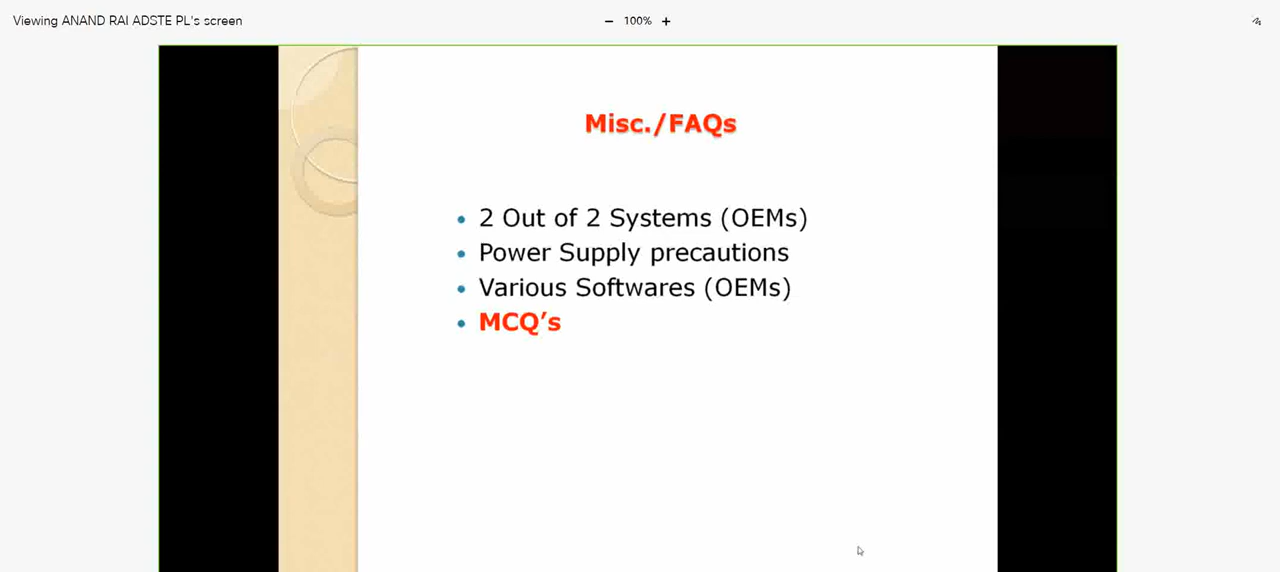 Viewing ANAND RAI ADSTE PL's screen
− 100% +
Misc./FAQs
• 2 Out of 2 Systems (OEMs)
• Power Supply precautions
• Various Softwares (OEMs)
• MCQ’s